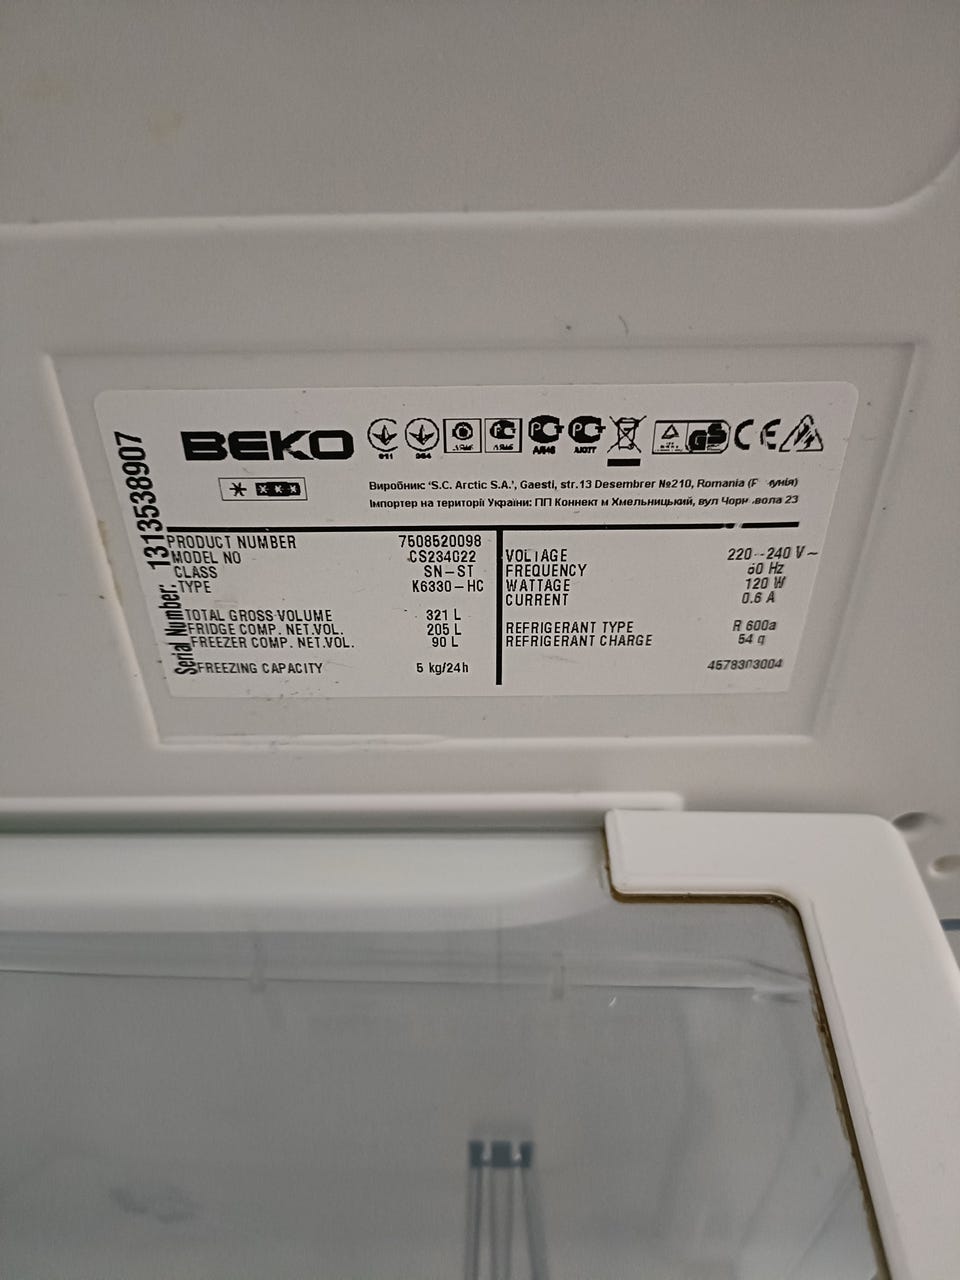 BEKO
Виробник 'S.C. Arctic S.A.', Gaesti, str.13 Desembrer №210, Romania
Імпортер на території України: ПП Коннект м Хмельницький, вул 23
Serial Number: 1313538907
PRODUCT NUMBER 7508520098
MODEL NO CS234022
CLASS SN-ST
TYPE K6330-HC
TOTAL GROSS VOLUME 321 L
FRIDGE COMP. NET.VOL. 205 L
FREEZER COMP. NET.VOL. 90 L
FREEZING CAPACITY 5 kg/24h
VOLTAGE 220-240 V~
FREQUENCY Hz
WATTAGE 120 W
CURRENT 0.6 A
REFRIGERANT TYPE R 600a
REFRIGERANT CHARGE 54 g
4578303004